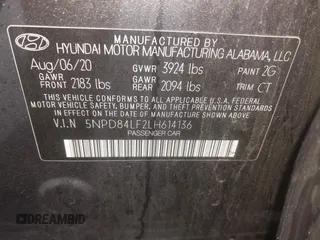 BY HYUNDAI MOTOR MANUFACTURING ALABAMA, LLC
Aug/06/20 GVWR 3924 lbs PAINT 2G
GAWR FRONT 2183 lbs GAWR REAR 2094 lbs TRIM CT
THIS VEHICLE CONFORMS TO ALL APPLICABLE U.S. FEDERAL
MOTOR VEHICLE SAFETY, BUMPER, AND THEFT PREVENTION STANDARDS
IN EFFECT ON THE DATE OF MANUFACTURE SHOWN ABOVE.
V.I.N 5NPD84LF2LH614136
PASSENGER CAR
DREAMBID